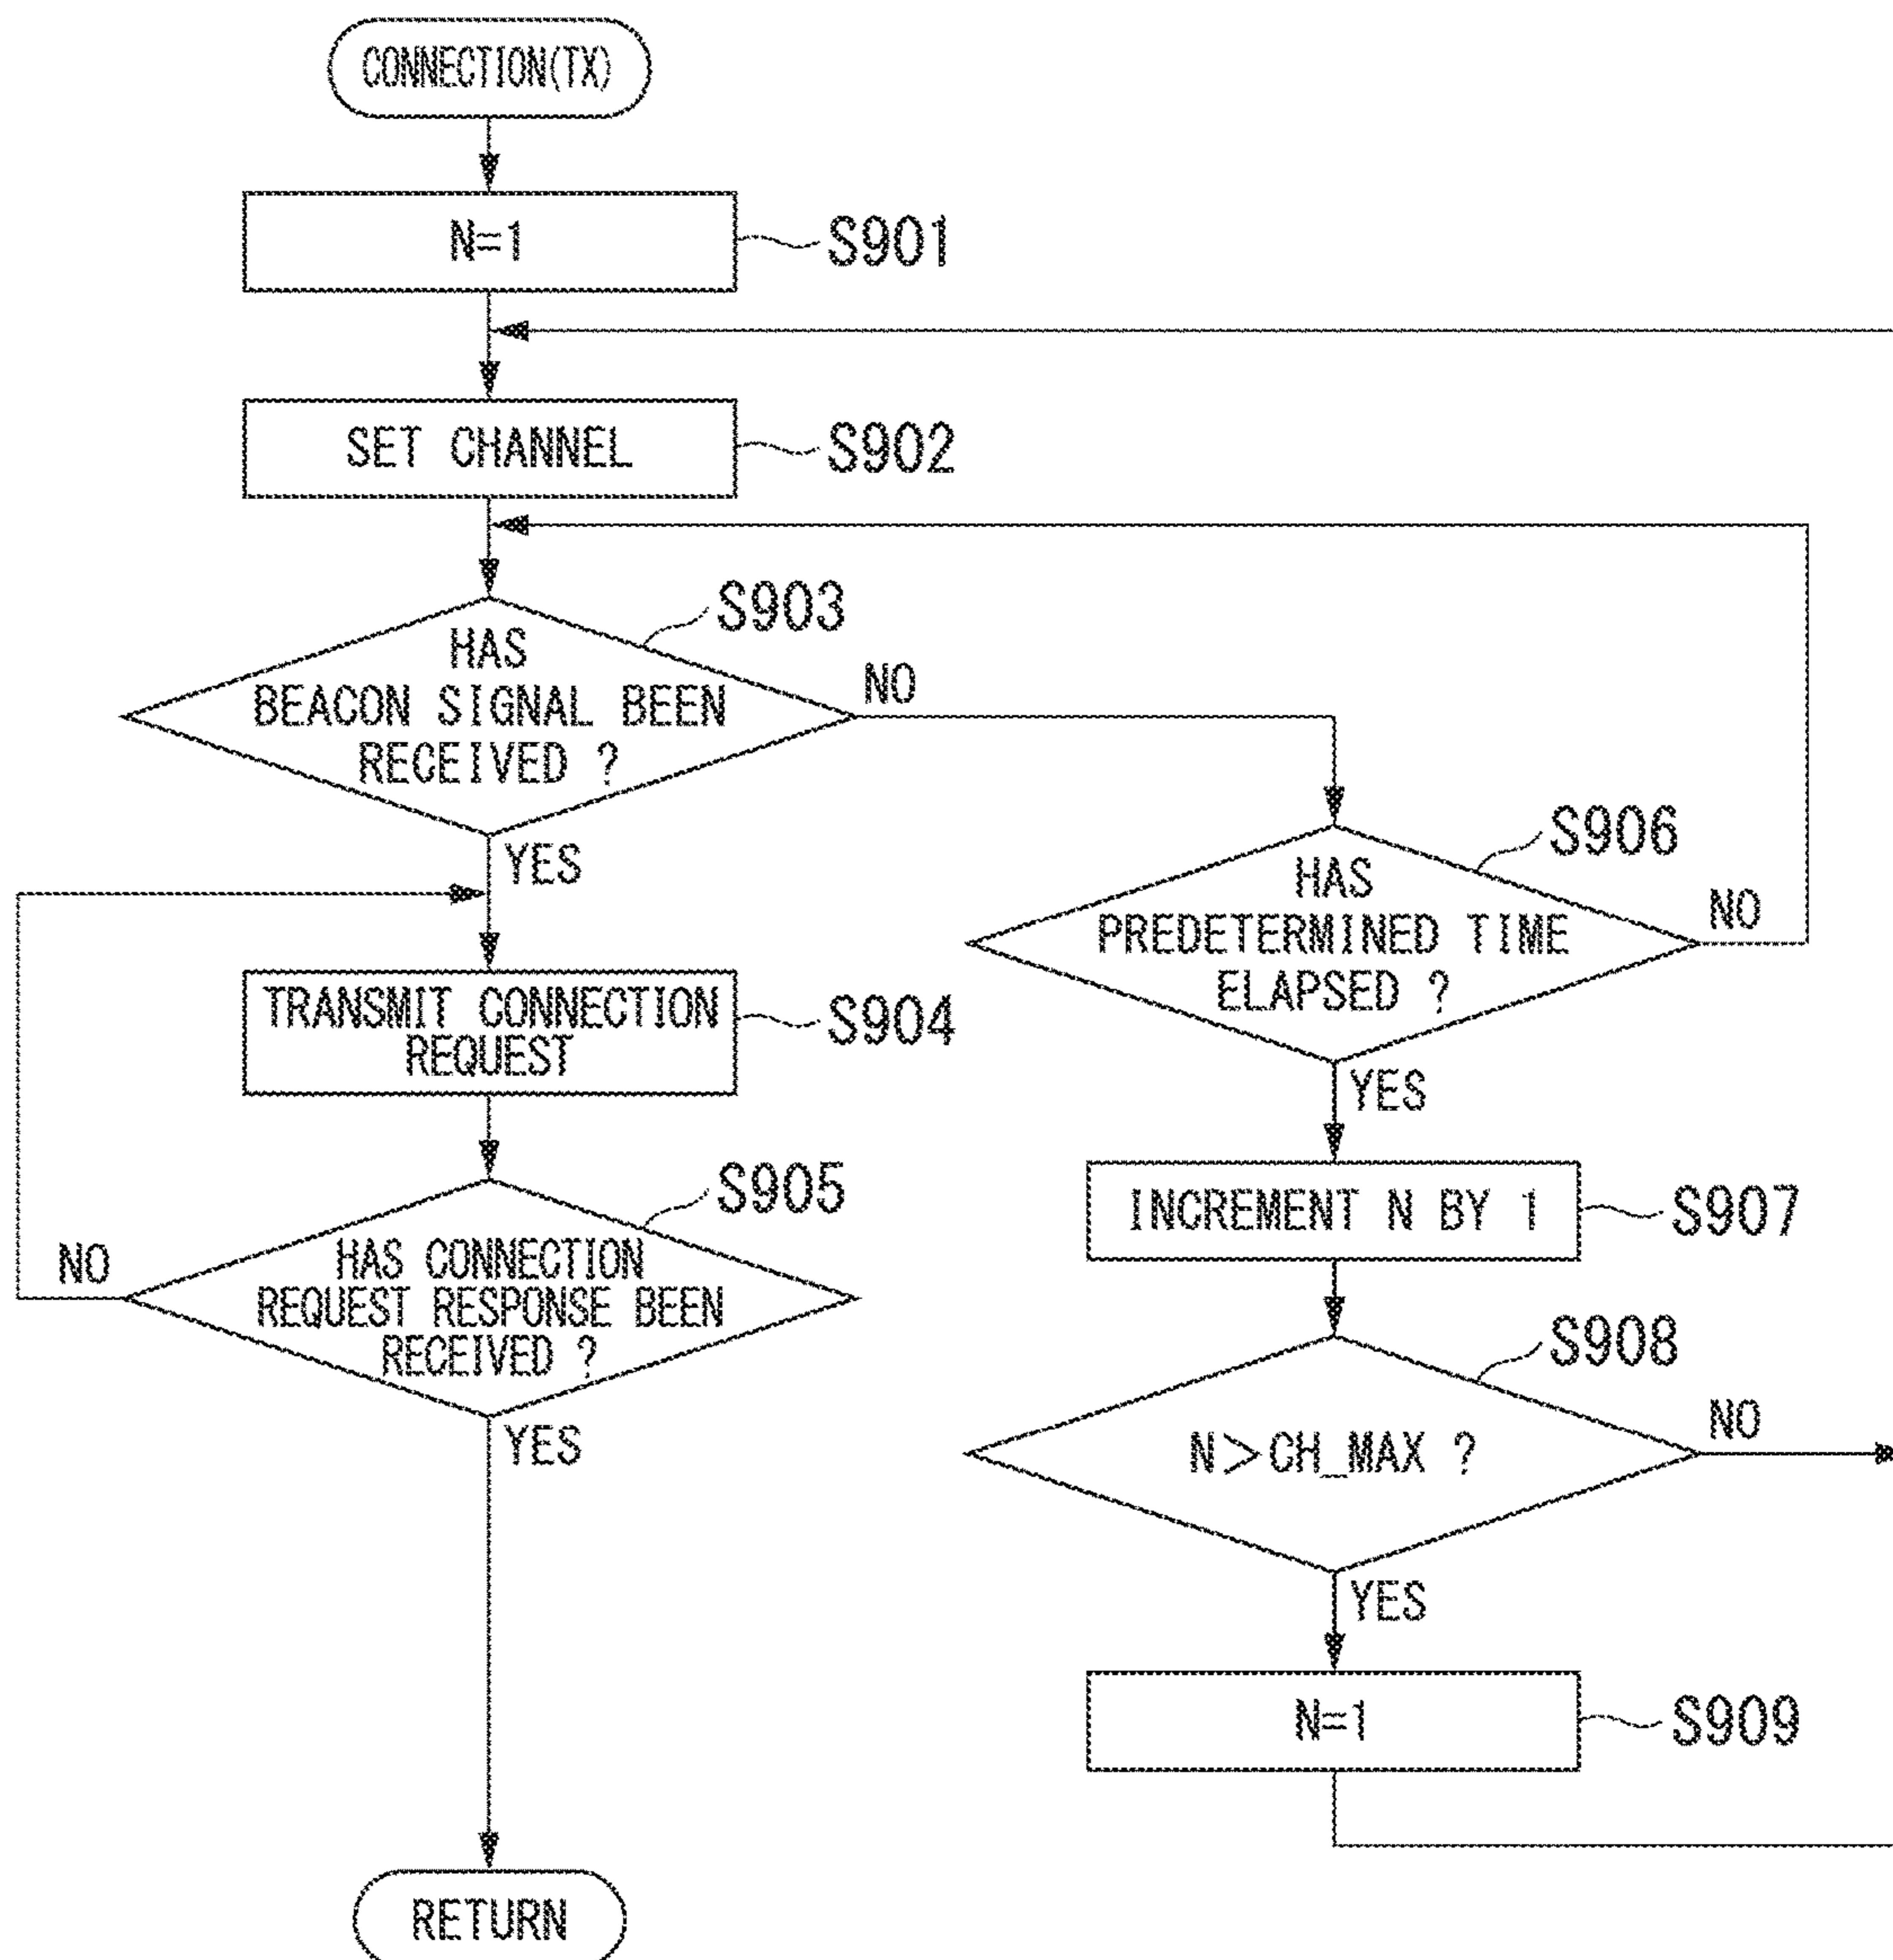 CONNECTION(TX)
N=1
S901
SET CHANNEL
S902
S903
HAS
BEACON SIGNAL BEEN
RECEIVED ?
NO
YES
TRANSMIT CONNECTION
REQUEST
S904
S905
HAS CONNECTION
REQUEST RESPONSE BEEN
RECEIVED ?
NO
YES
RETURN
S906
HAS
PREDETERMINED TIME
ELAPSED ?
NO
YES
INCREMENT N BY 1
S907
S908
N>CH_MAX ?
NO
YES
N=1
S909